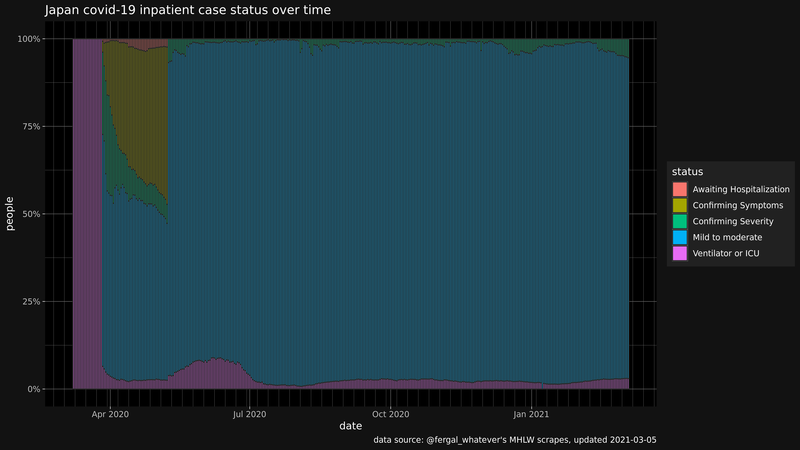 Japan covid-19 inpatient case status over time
100%
75%
50%
25%
0%
people
Apr 2020
Jul 2020
Oct 2020
Jan 2021
date
status
Awaiting Hospitalization
Confirming Symptoms
Confirming Severity
Mild to moderate
Ventilator or ICU
data source: @fergal_whatever's MHLW scrapes, updated 2021-03-05